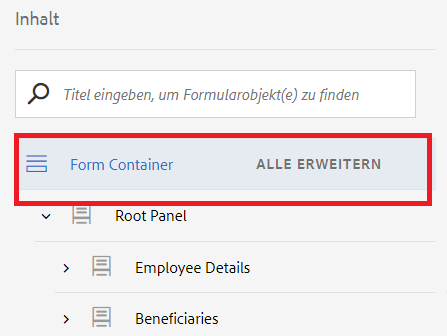 Inhalt
Titel eingeben, um Formularobjekt(e) zu finden
Form Container ALLE ERWEITERN
Root Panel
Employee Details
Beneficiaries